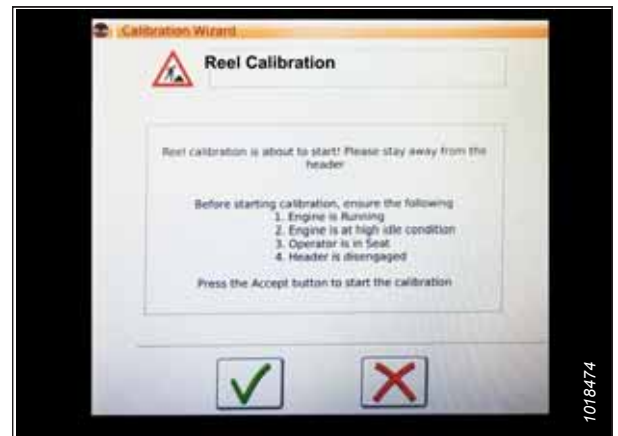 Calibration Wizard
Reel Calibration
Reel calibration is about to start! Please stay away from the
header
Before starting calibration, ensure the following
1. Engine is Running
2. Engine is at high idle condition
3. Operator is in Seat
4. Header is disengaged
Press the Accept button to start the calibration
1018474